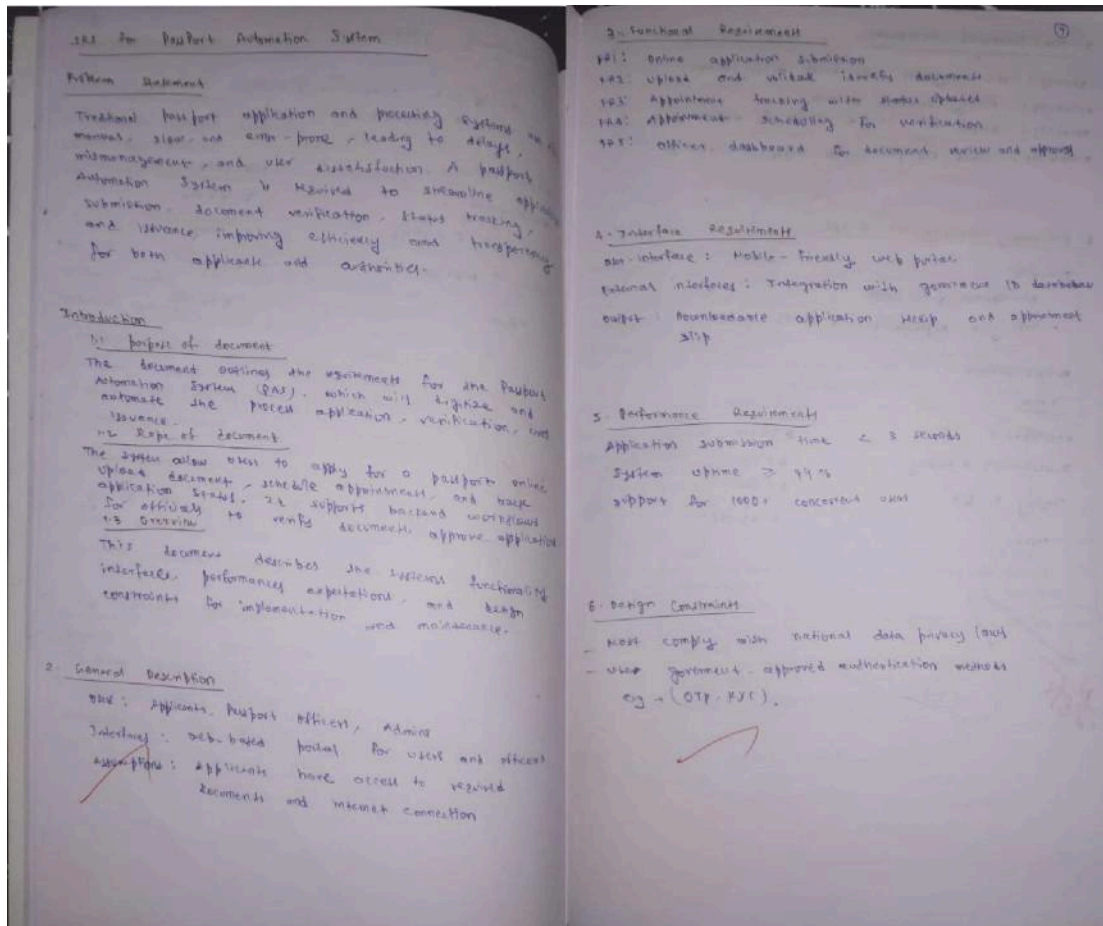 SRS for PassPort Automation System
Problem Statement
Traditional passport application and processing systems are
manual, slow, and error-prone, leading to delays,
mismanagement, and user dissatisfaction. A passport
Automation System is required to streamline
submission, document verification, status tracking,
and issuance, improving efficiency and transparency
for both applicants and authorities.
Introduction
1.1 purpose of document
The document outlines the requirements for the Passport
Automation System (PAS), which will digitize and
automate the process application, verification, and
issuance.
1.2 Scope of document
The system allow users to apply for a passport online
upload document, schedule appointment, and track
application status. It supports backend workflows
for officials to verify documents approve application
1.3 Overview
This document describes the systems functionality
interfaces, performances expectations, and design
constraints for implementation and maintenance.
2. General Description
User: Applicants, Passport officers, Admins
Interfaces: web-based portal for users and officers
Assumptions: Applicants have access to required
documents and internet connection
9
3. Functional Requirements
FR1: Online application submission
FR2: Upload and validate identity documents
FR3: Appointment tracking with status updates
FR4: Appointment scheduling for verification
FR5: officer dashboard for document review and approval
4. Interface Requirements
interface: Mobile-friendly web portal
External interfaces: Integration with ID databases
output: Downloadable application and appointment
slip
5. Performance Requirements
Application submission time < 3 seconds
System uptime ≥ 99%
support for 1000+ concurrent users
6. Design Constraints
- Must comply with national data privacy laws
- goverment-approved authentication methods
eg → (OTP, KYC).